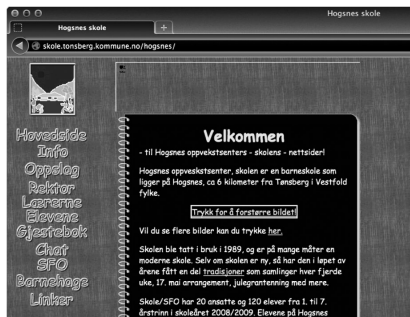 Hogsnes skole
Hogsnes skole
skole.tonsberg.kommune.no/hogsnes/
Hovedside
Info
Oppslag
Rektor
Lærerne
Elevene
Gjestebok
Chat
SFO
Barnehage
Linker
Velkommen
- til Hogsnes oppvekstsenters - skolens - nettsider!
Hogsnes oppvekstsenter, skolen er en barneskole som
ligger på Hogsnes, ca 6 kilometer fra Tønsberg i Vestfold
fylke.
Trykk for å forstørre bildet!
Vil du se flere bilder kan du trykke her.
Skolen ble tatt i bruk i 1989, og er på mange måter en
moderne skole. Selv om skolen er ny, så har den i løpet av
årene fått en del tradisjoner som samlinger hver fjerde
uke, 17. mai arrangement, julegrantenning med mere.
Skole/SFO har 20 ansatte og 120 elever fra 1. til 7.
årstrinn i skoleåret 2008/2009. Elevene på Hogsnes